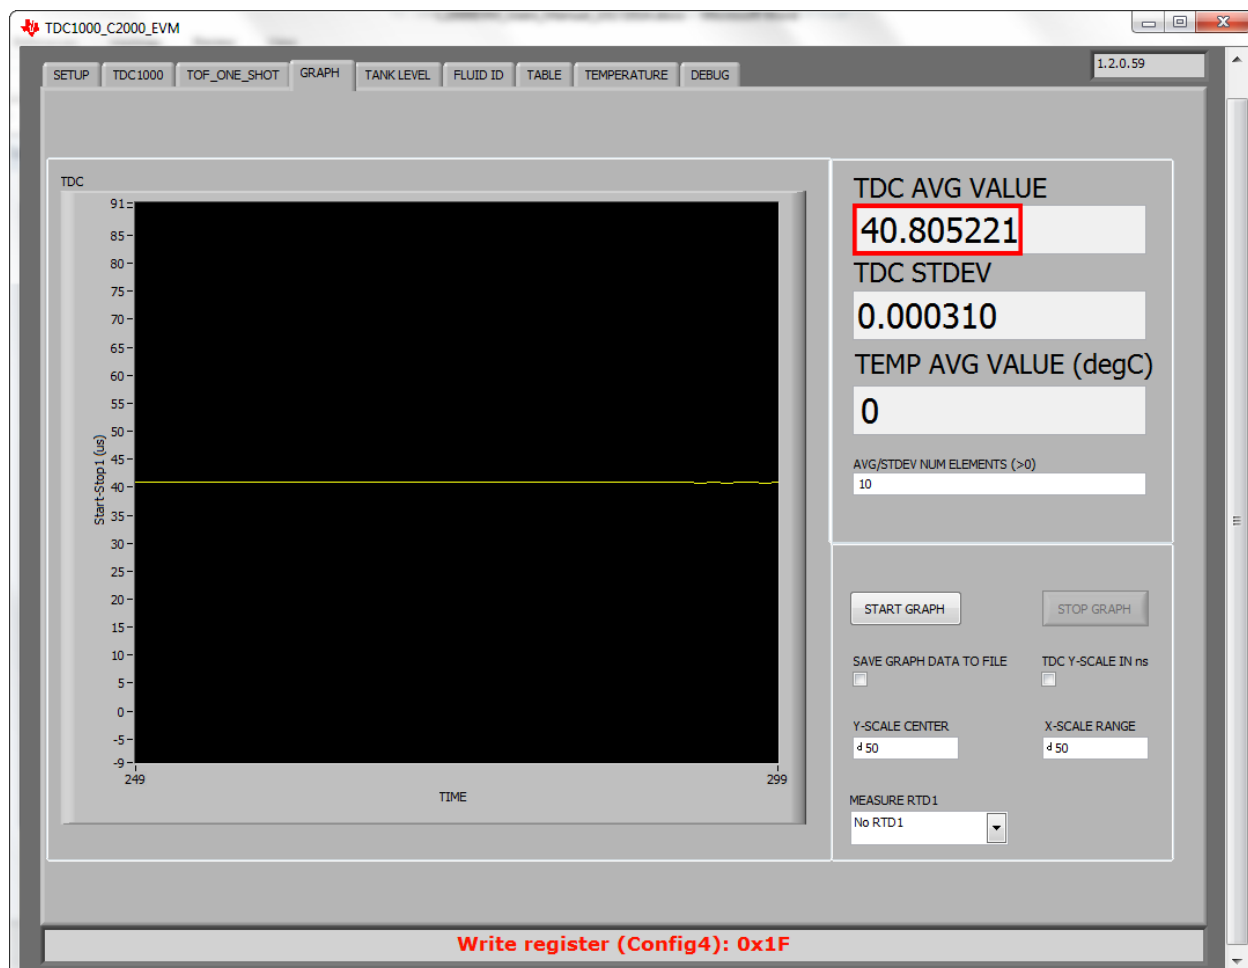 TDC1000_C2000_EVM
SETUP TDC1000 TOF_ONE_SHOT GRAPH TANK LEVEL FLUID ID TABLE TEMPERATURE DEBUG
1.2.0.59
TDC
91
85
80
75
70
65
60
55
50
45
40
35
30
25
20
15
10
5
0
-5
-9
Start-Stop1 (us)
249 299
TIME
TDC AVG VALUE
40.805221
TDC STDEV
0.000310
TEMP AVG VALUE (degC)
0
AVG/STDEV NUM ELEMENTS (>0)
10
START GRAPH STOP GRAPH
SAVE GRAPH DATA TO FILE TDC Y-SCALE IN ns
Y-SCALE CENTER X-SCALE RANGE
d 50 d 50
MEASURE RTD1
No RTD1
Write register (Config4): 0x1F